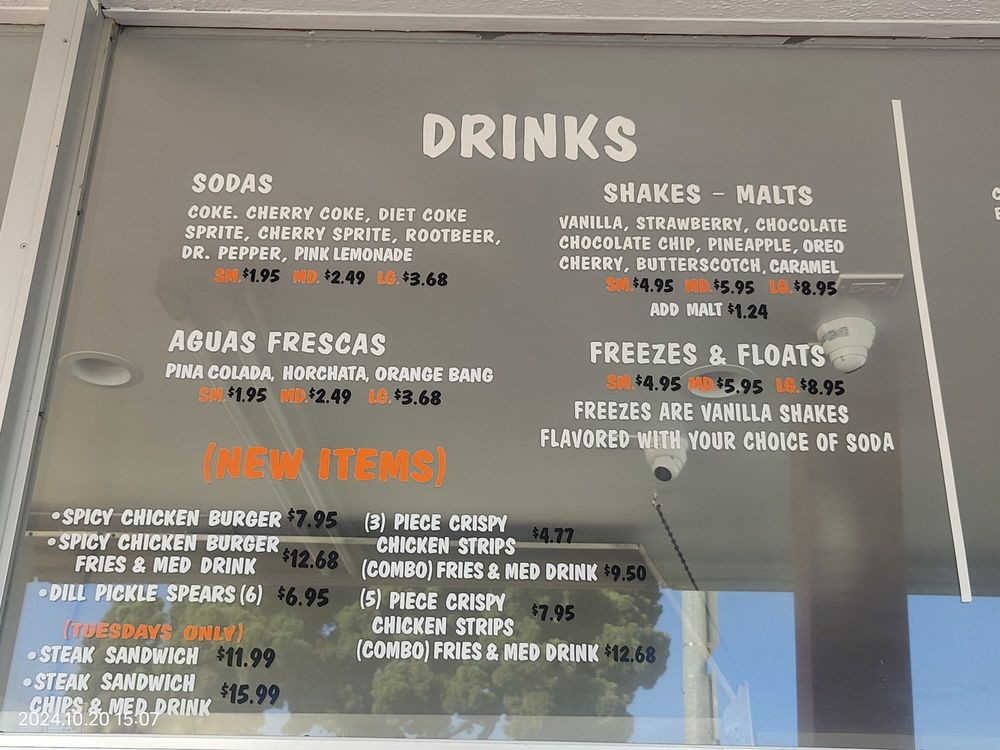 DRINKS
SODAS
COKE. CHERRY COKE, DIET COKE
SPRITE, CHERRY SPRITE, ROOTBEER,
DR. PEPPER, PINK LEMONADE
SM. $1.95 MD. $2.49 LG. $3.68
AGUAS FRESCAS
PINA COLADA, HORCHATA, ORANGE BANG
SM. $1.95 MD. $2.49 LG. $3.68
SHAKES - MALTS
VANILLA, STRAWBERRY, CHOCOLATE
CHOCOLATE CHIP, PINEAPPLE, OREO
CHERRY, BUTTERSCOTCH, CARAMEL
SM. $4.95 MD. $5.95 LG. $8.95
ADD MALT $1.24
FREEZES & FLOATS
SM. $4.95 MD $5.95 LG. $8.95
FREEZES ARE VANILLA SHAKES
FLAVORED WITH YOUR CHOICE OF SODA
(NEW ITEMS)
•SPICY CHICKEN BURGER $7.95
•SPICY CHICKEN BURGER
FRIES & MED DRINK $12.68
•DILL PICKLE SPEARS (6) $6.95
(TUESDAYS ONLY)
•STEAK SANDWICH $11.99
•STEAK SANDWICH
CHIPS & MED DRINK $15.99
(3) PIECE CRISPY
CHICKEN STRIPS $4.77
(COMBO) FRIES & MED DRINK $9.50
(5) PIECE CRISPY
CHICKEN STRIPS $7.95
(COMBO) FRIES & MED DRINK $12.68
2024.10.20 15:07